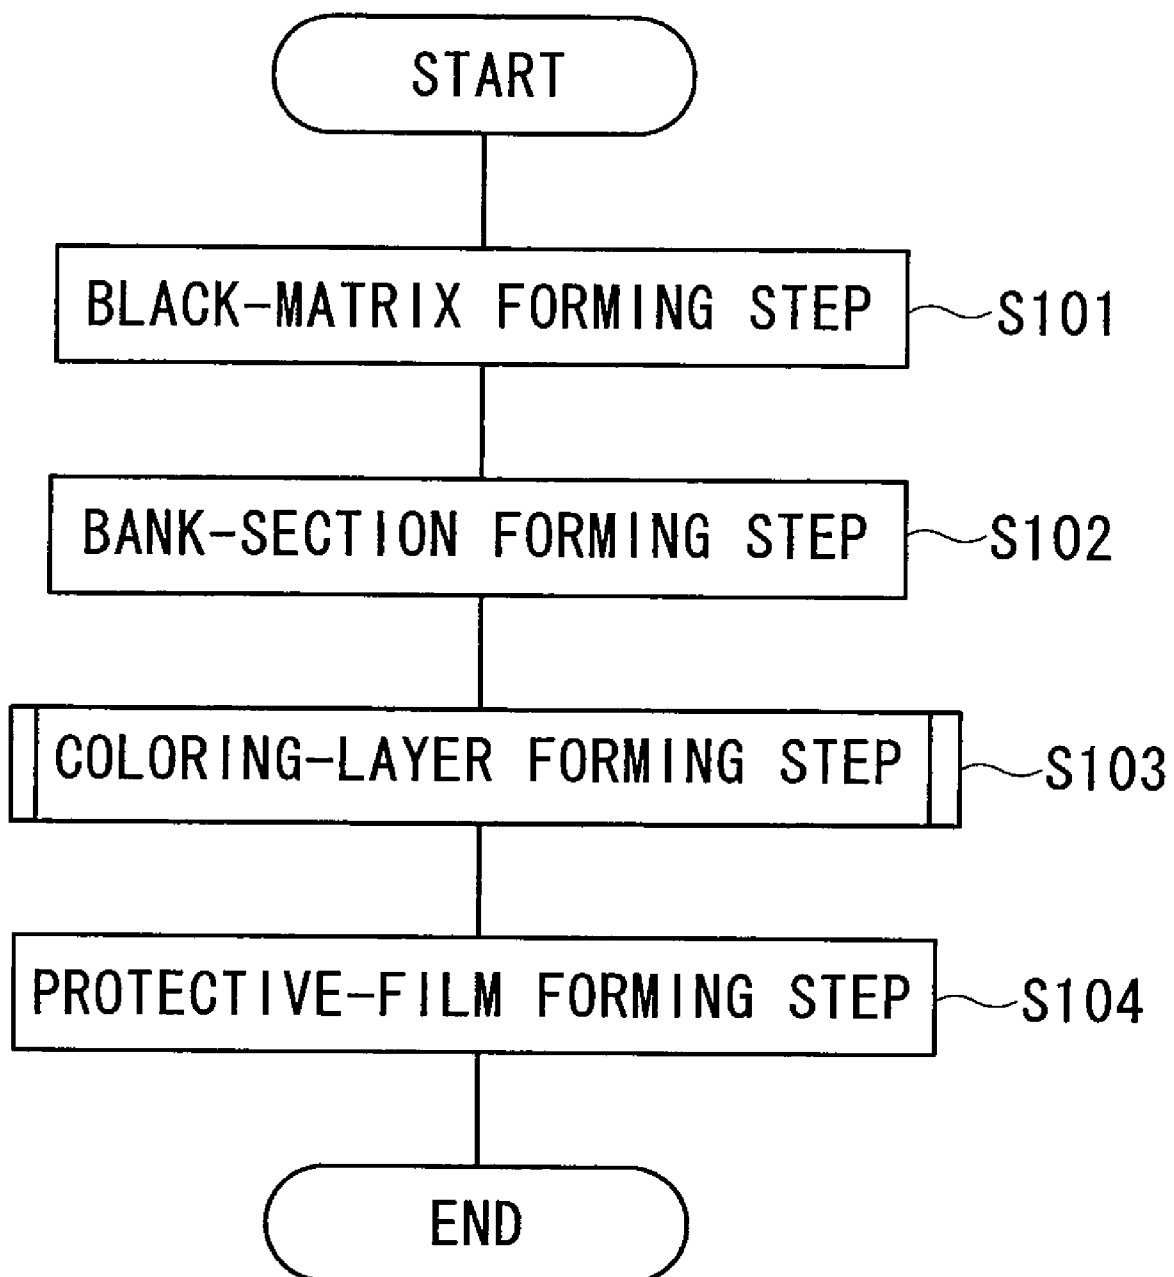 START
BLACK-MATRIX FORMING STEP
S101
BANK-SECTION FORMING STEP
S102
COLORING-LAYER FORMING STEP
S103
PROTECTIVE-FILM FORMING STEP
S104
END